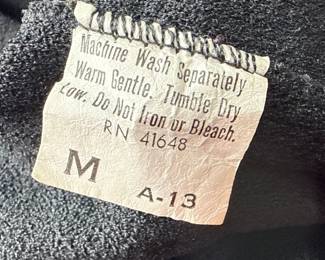 Machine Wash Separately
Warm Gentle. Tumble Dry
Low. Do Not Iron or Bleach.
RN 41648
M
A-13